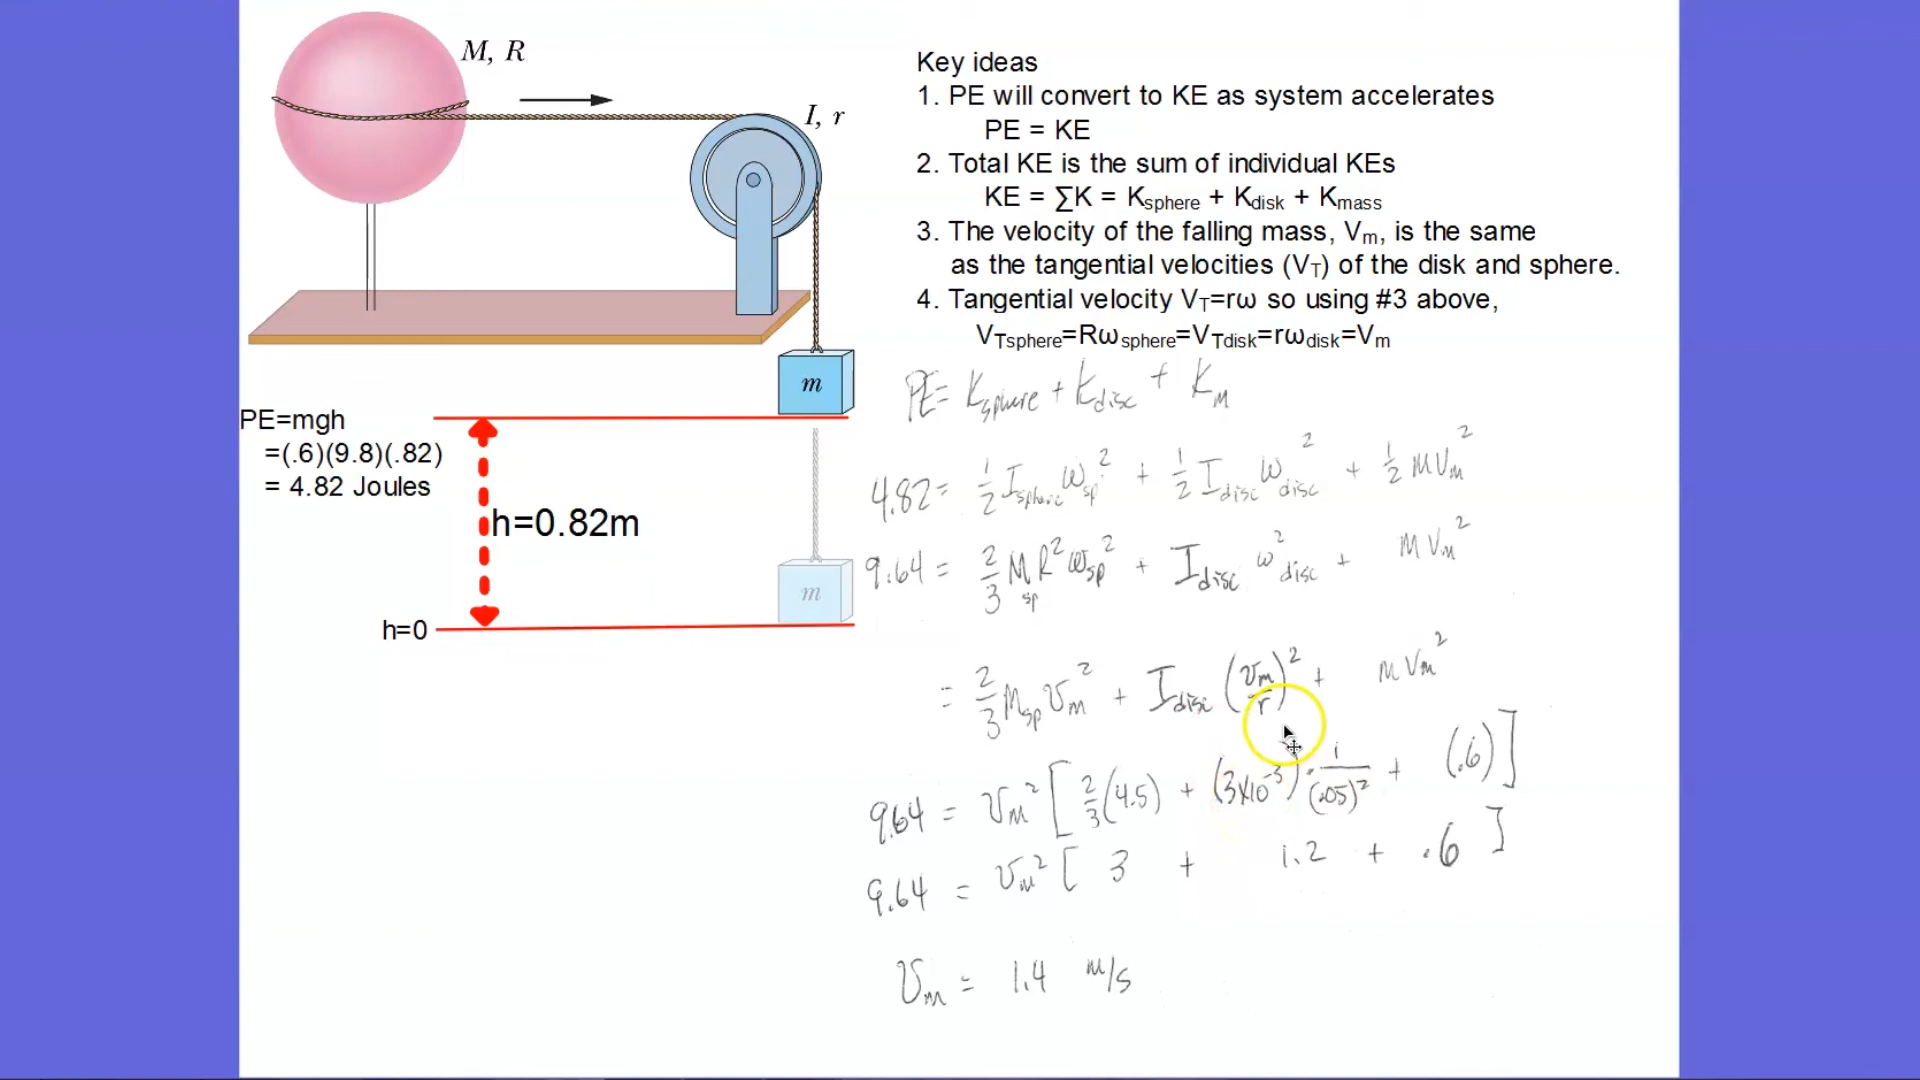 M, R
I, r
m
PE=mgh
=(.6)(9.8)(.82)
= 4.82 Joules
h=0.82m
m
h=0
Key ideas
1. PE will convert to KE as system accelerates
PE = KE
2. Total KE is the sum of individual KEs
KE = ∑K = Ksphere + Kdisk + Kmass
3. The velocity of the falling mass, Vm, is the same
as the tangential velocities (VT) of the disk and sphere.
4. Tangential velocity VT=rω so using #3 above,
VTsphere=Rωsphere=VTdisk=rωdisk=Vm
PE= Ksphere + Kdisc + Km
4.82= 1/2 Isphere ωsp² + 1/2 Idisc ωdisc² + 1/2 m vm²
9.64 = 2/3 Msp R² ωsp² + Idisc ω²disc + m vm²
= 2/3 Msp vm² + Idisc (vm/r)² + m vm²
9.64 = vm² [ 2/3 (4.5) + (3x10⁻³) · 1/(.05)² + (.6) ]
9.64 = vm² [ 3 + 1.2 + .6 ]
vm = 1.4 m/s